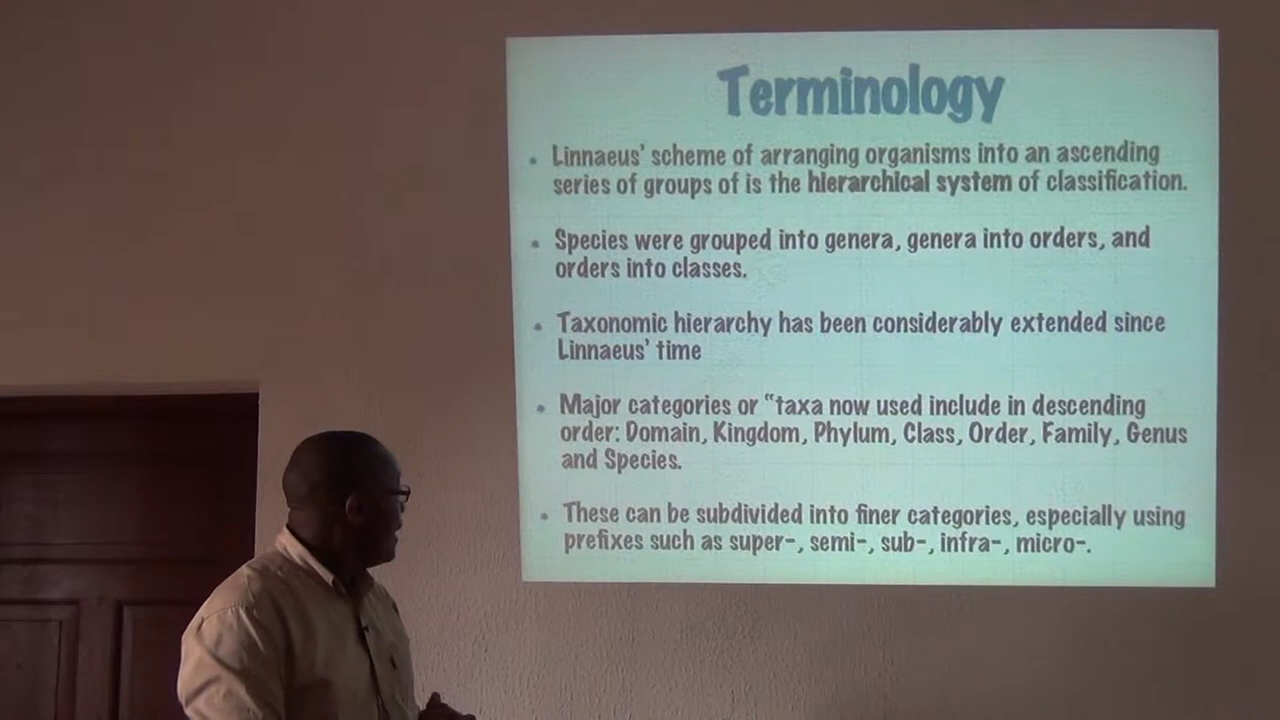 Terminology
• Linnaeus' scheme of arranging organisms into an ascending
series of groups of is the hierarchical system of classification.
• Species were grouped into genera, genera into orders, and
orders into classes.
• Taxonomic hierarchy has been considerably extended since
Linnaeus' time
• Major categories or “taxa now used include in descending
order: Domain, Kingdom, Phylum, Class, Order, Family, Genus
and Species.
• These can be subdivided into finer categories, especially using
prefixes such as super-, semi-, sub-, infra-, micro-.